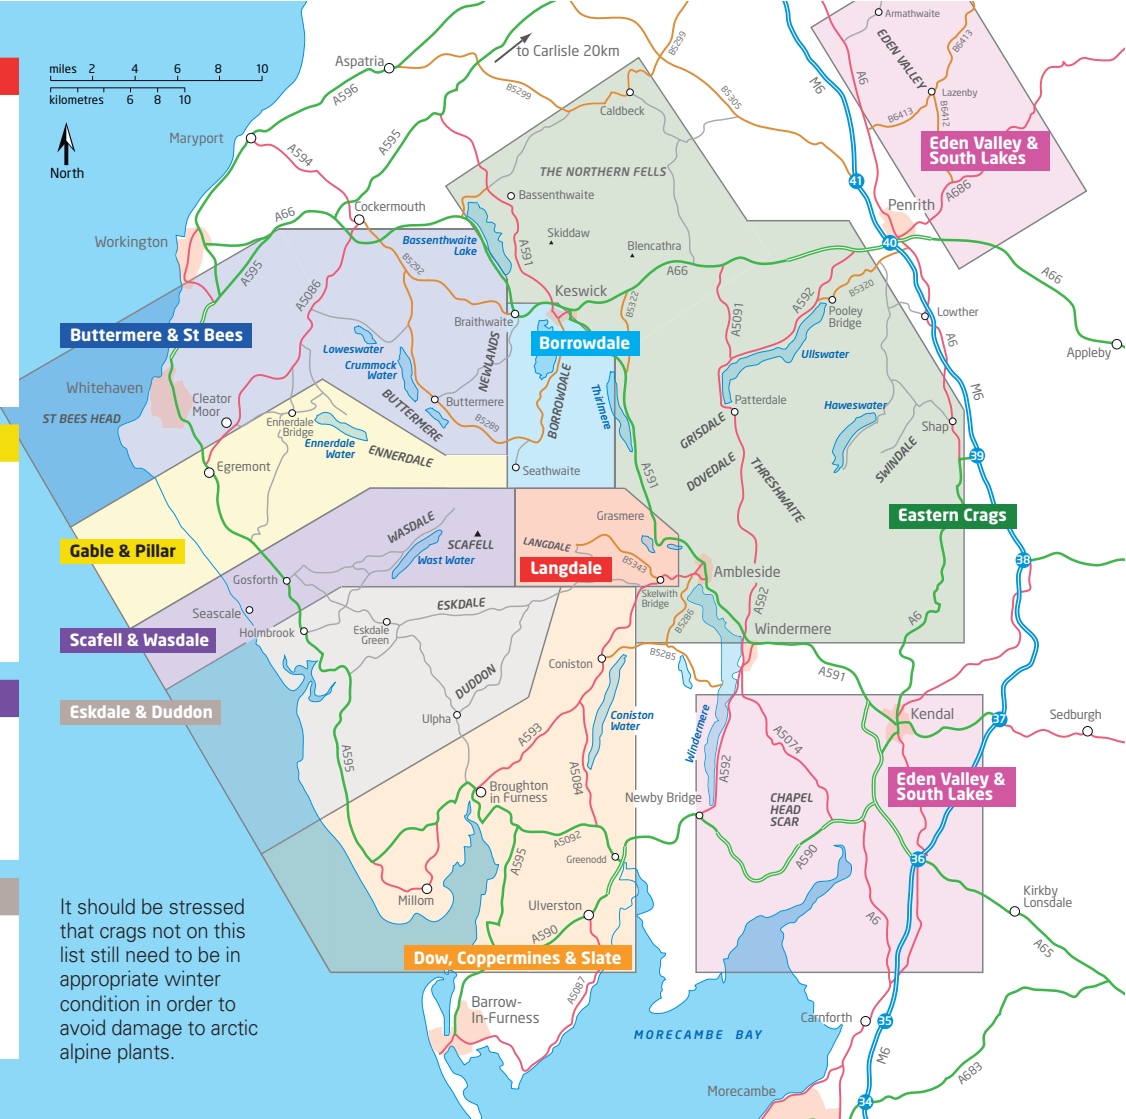 to Carlisle 20km
Armathwaite
EDEN VALLEY
B6413
A6
M6
Aspatria
miles 2 4 6 8 10
kilometres 6 8 10
A596
B5299
B5299
B5305
Caldbeck
Lazenby
B6413
B6412
Maryport
North
A594
A595
Eden Valley &
South Lakes
THE NORTHERN FELLS
41
A686
Bassenthwaite
Cockermouth
A66
Penrith
Workington
Bassenthwaite
Lake
Skiddaw
Blencathra
A591
40
A66
A66
A595
B5292
A5086
Keswick
B5322
A5091
A592
B5320
Pooley
Bridge
Lowther
Braithwaite
Buttermere & St Bees
Borrowdale
A6
Appleby
Loweswater
Crummock
Water
NEWLANDS
Ullswater
M6
Whitehaven
ST BEES HEAD
Cleator
Moor
BUTTERMERE
Buttermere
BORROWDALE
Thirlmere
Patterdale
Haweswater
Ennerdale
Bridge
B5289
GRISDALE
Shap
Ennerdale
Water
ENNERDALE
39
Egremont
Seathwaite
A591
DOVEDALE
THRESHWAITE
SWINDALE
Grasmere
Eastern Crags
WASDALE
SCAFELL
LANGDALE
Gable & Pillar
Wast Water
Langdale
B5343
38
Gosforth
Ambleside
Skelwith
Bridge
A592
Seascale
ESKDALE
B5286
A6
Holmbrook
Eskdale
Green
Windermere
Scafell & Wasdale
B5285
Coniston
A591
DUDDON
Eskdale & Duddon
Ulpha
Coniston
Water
Windermere
Kendal
37
Sedburgh
A593
A5074
A595
A5084
A592
Eden Valley &
South Lakes
Broughton
in Furness
Newby Bridge
CHAPEL
HEAD
SCAR
A5092
A595
Greenodd
A590
36
Millom
Ulverston
Kirkby
Lonsdale
It should be stressed
that crags not on this
list still need to be in
appropriate winter
condition in order to
avoid damage to arctic
alpine plants.
A590
A6
A65
Dow, Coppermines & Slate
A5087
Barrow-
In-Furness
Carnforth
35
MORECAMBE BAY
M6
A683
Morecambe
34